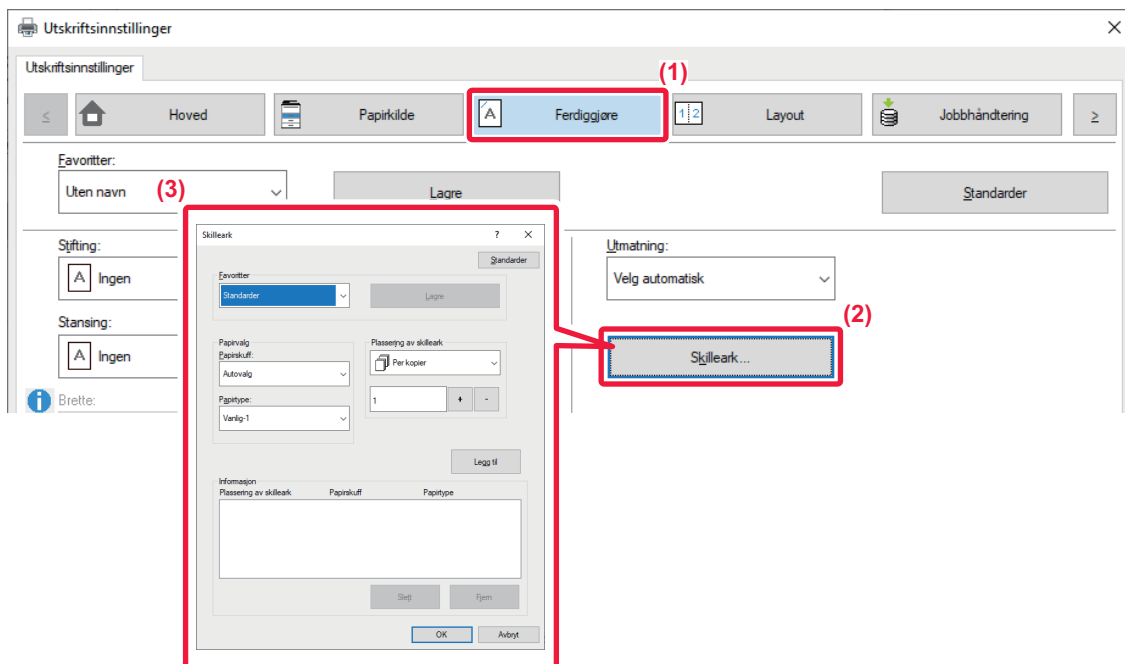 Utskriftsinnstillinger
Utskriftsinnstillinger
(1)
< Hoved Papirkilde A Ferdiggjøre 1 2 Layout Jobbhåndtering >
Favoritter:
Uten navn (3) Lagre Standarder
Stifting:
A Ingen
Stansing:
A Ingen
Brette:
Skilleark ?
Standarder
Favoritter
Standarder Lagre
Papirvalg
Papirskuff:
Autovalg
Papirtype:
Vanlig-1
Plassering av skilleark
Per kopier
1 + -
Legg til
Informasjon
Plassering av skilleark Papirskuff Papirtype
Slett Fjern
OK Avbryt
Utmatning:
Velg automatisk
(2)
Skilleark...